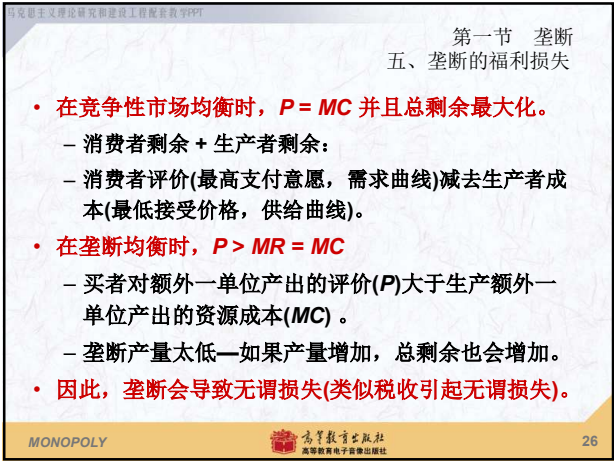 马克思主义理论研究和建设工程配套教学PPT
第一节 垄断
五、垄断的福利损失
• 在竞争性市场均衡时，P = MC 并且总剩余最大化。
– 消费者剩余 + 生产者剩余：
– 消费者评价(最高支付意愿，需求曲线)减去生产者成
本(最低接受价格，供给曲线)。
• 在垄断均衡时，P > MR = MC
– 买者对额外一单位产出的评价(P)大于生产额外一
单位产出的资源成本(MC) 。
– 垄断产量太低—如果产量增加，总剩余也会增加。
• 因此，垄断会导致无谓损失(类似税收引起无谓损失)。
MONOPOLY
高等教育出版社
高等教育电子音像出版社
26